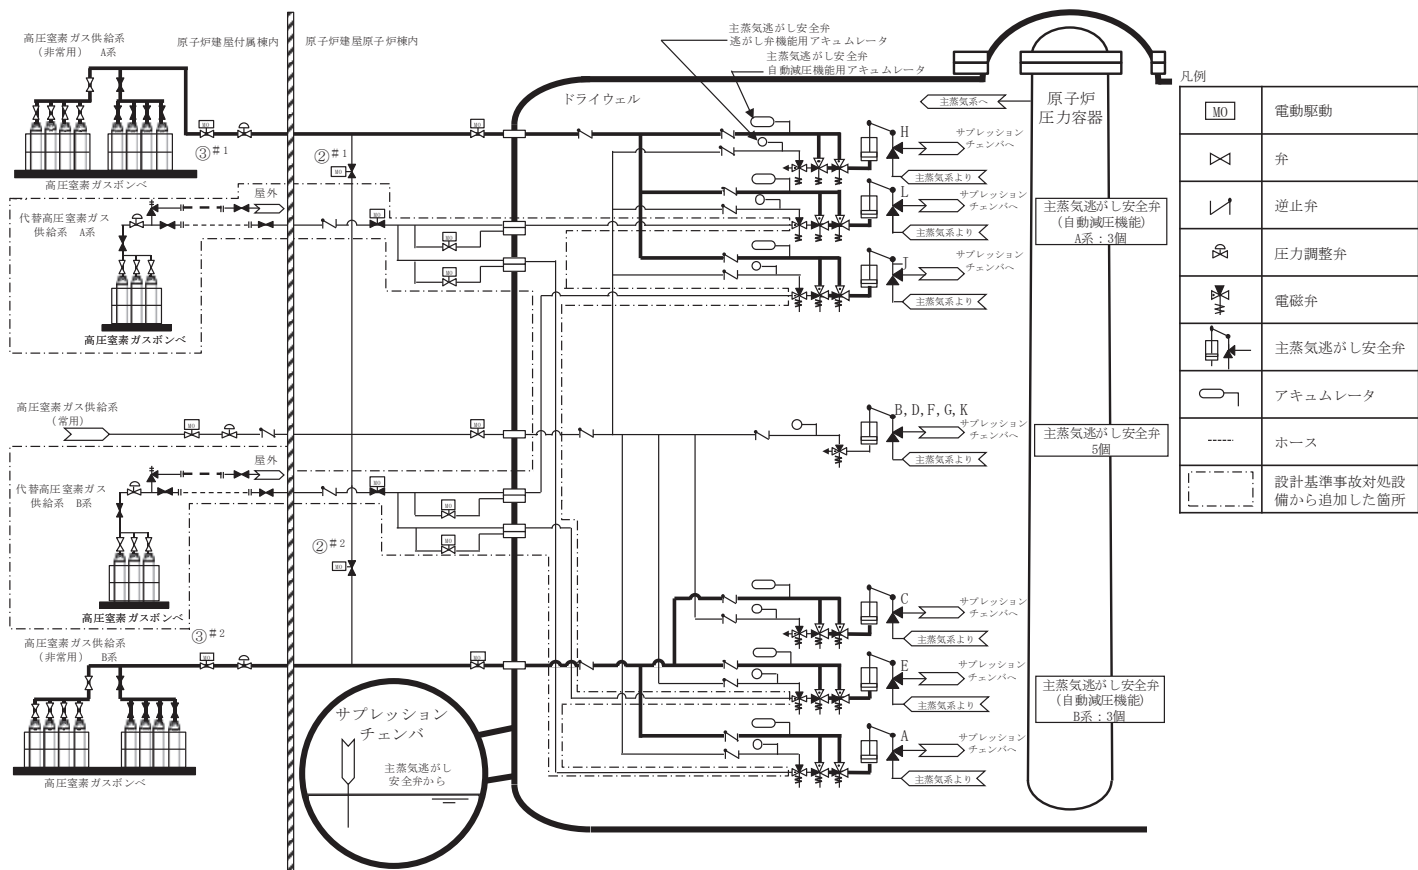 高圧窒素ガス供給系
(非常用) A系
原子炉建屋付属棟内
原子炉建屋原子炉棟内
主蒸気逃がし安全弁
逃がし弁機能用アキュムレータ
主蒸気逃がし安全弁
自動減圧機能用アキュムレータ
ドライウェル
主蒸気系へ
原子炉
圧力容器
MO
③#1
②#1
MO
MO
高圧窒素ガスボンベ
H
サプレッション
チェンバへ
主蒸気系より
代替高圧窒素ガス
供給系 A系
屋外
MO
MO
MO
高圧窒素ガスボンベ
L
サプレッション
チェンバへ
主蒸気系より
J
サプレッション
チェンバへ
主蒸気系より
主蒸気逃がし安全弁
(自動減圧機能)
A系：3個
高圧窒素ガス供給系
(常用)
MO
MO
B, D, F, G, K
サプレッション
チェンバへ
主蒸気系より
主蒸気逃がし安全弁
5個
代替高圧窒素ガス
供給系 B系
屋外
MO
MO
MO
高圧窒素ガスボンベ
②#2
MO
C
サプレッション
チェンバへ
主蒸気系より
③#2
高圧窒素ガス供給系
(非常用) B系
MO
MO
高圧窒素ガスボンベ
E
サプレッション
チェンバへ
主蒸気系より
主蒸気逃がし安全弁
(自動減圧機能)
B系：3個
A
サプレッション
チェンバへ
主蒸気系より
サプレッション
チェンバ
主蒸気逃がし
安全弁から
凡例
MO
電動駆動
弁
逆止弁
圧力調整弁
電磁弁
主蒸気逃がし安全弁
アキュムレータ
ホース
設計基準事故対処設
備から追加した箇所